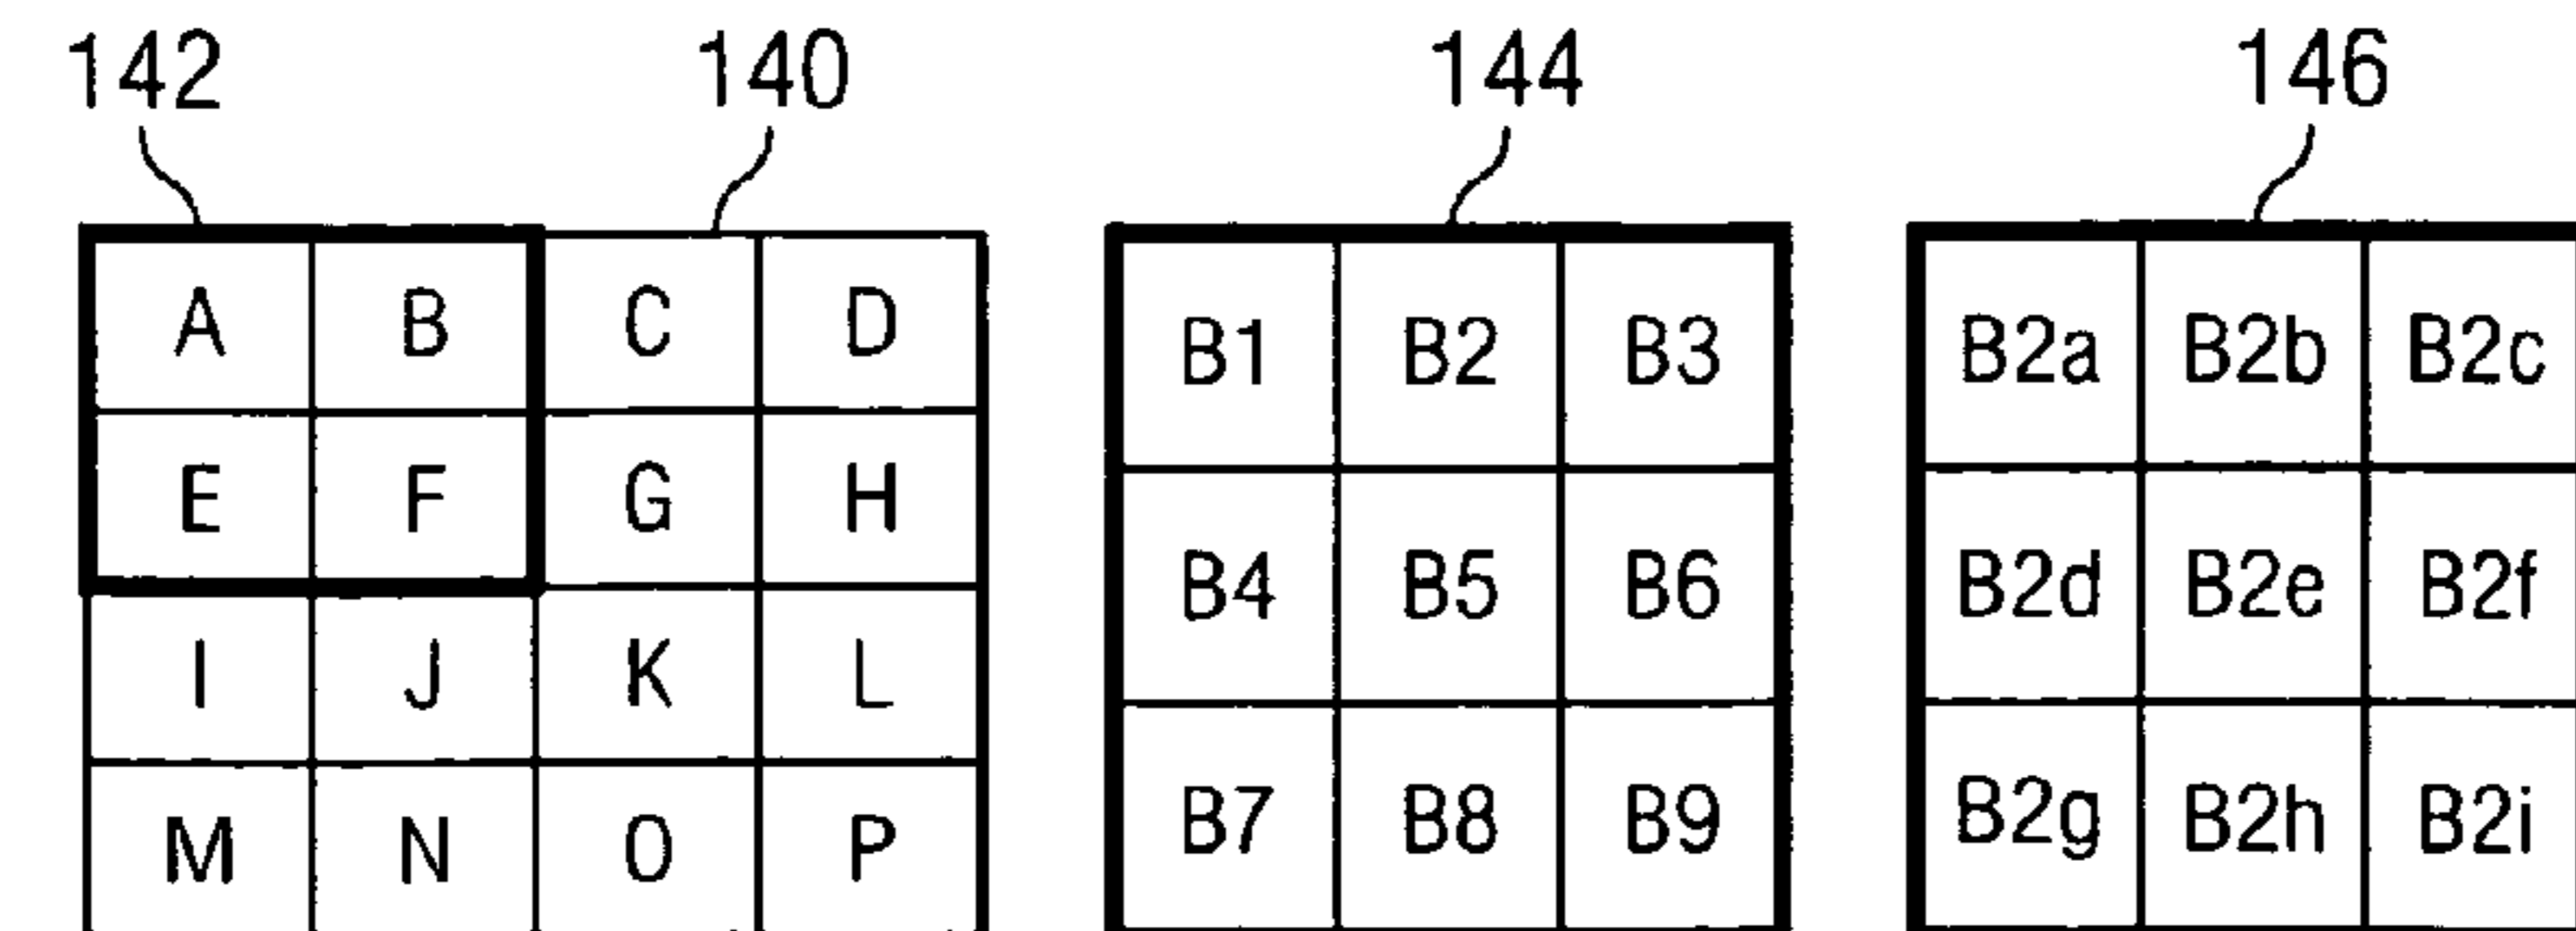 142 140 144 146
A B C D
E F G H
I J K L
M N O P
B1 B2 B3
B4 B5 B6
B7 B8 B9
B2a B2b B2c
B2d B2e B2f
B2g B2h B2i